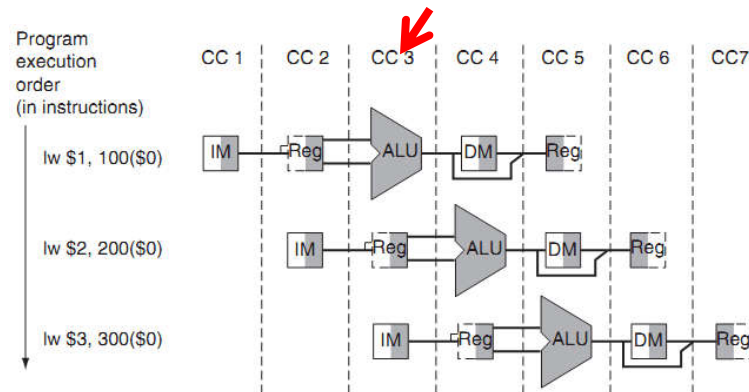 Program
execution
order
(in instructions)
CC 1 CC 2 CC 3 CC 4 CC 5 CC 6 CC7
lw $1, 100($0) IM Reg ALU DM Reg
lw $2, 200($0) IM Reg ALU DM Reg
lw $3, 300($0) IM Reg ALU DM Reg